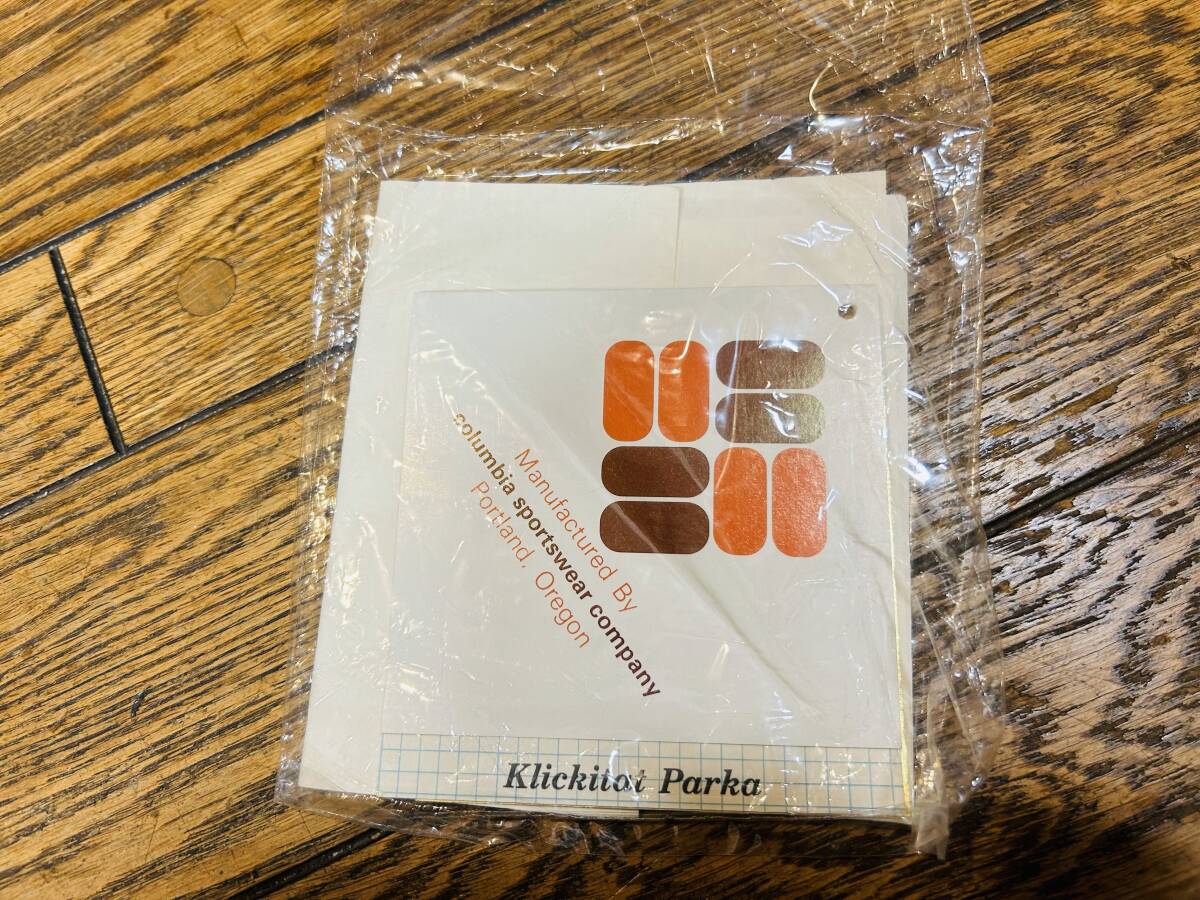 Manufactured By
columbia sportswear company
Portland, Oregon
Klickitat Parka